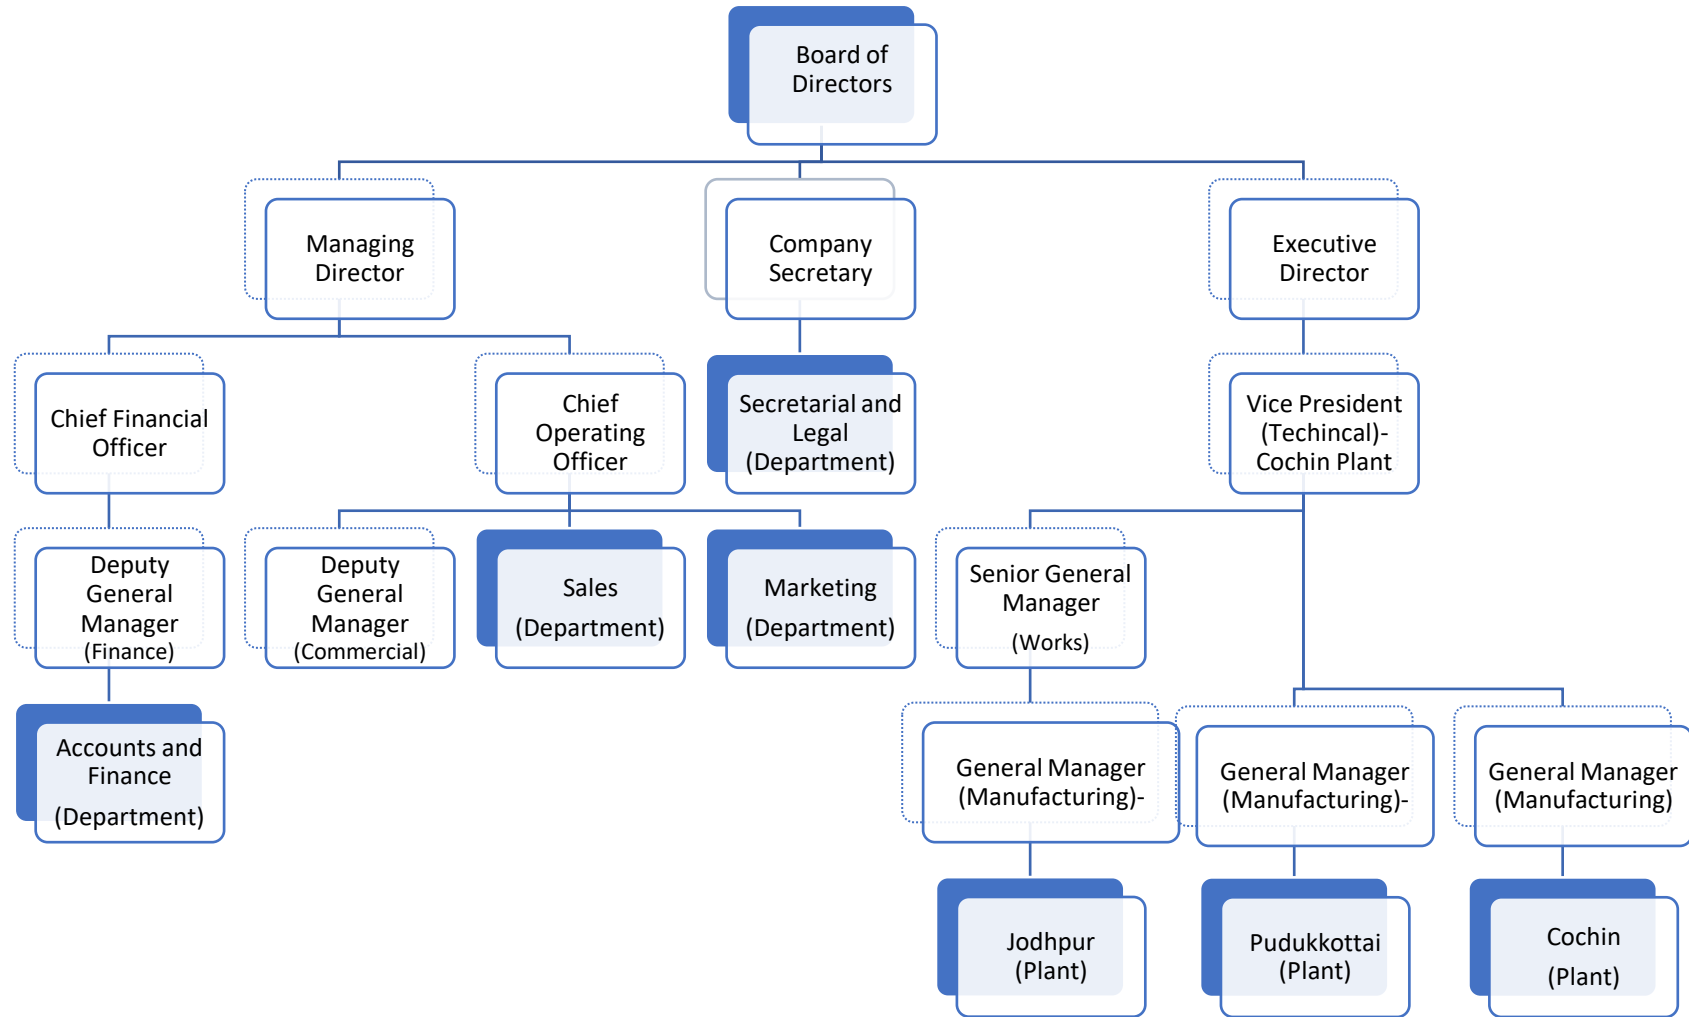 Board of
Directors
Managing
Director
Company
Secretary
Executive
Director
Chief Financial
Officer
Chief
Operating
Officer
Secretarial and
Legal
(Department)
Vice President
(Techincal)-
Cochin Plant
Deputy
General
Manager
(Finance)
Deputy
General
Manager
(Commercial)
Sales
(Department)
Marketing
(Department)
Senior General
Manager
(Works)
Accounts and
Finance
(Department)
General Manager
(Manufacturing)-
General Manager
(Manufacturing)-
General Manager
(Manufacturing)
Jodhpur
(Plant)
Pudukkottai
(Plant)
Cochin
(Plant)